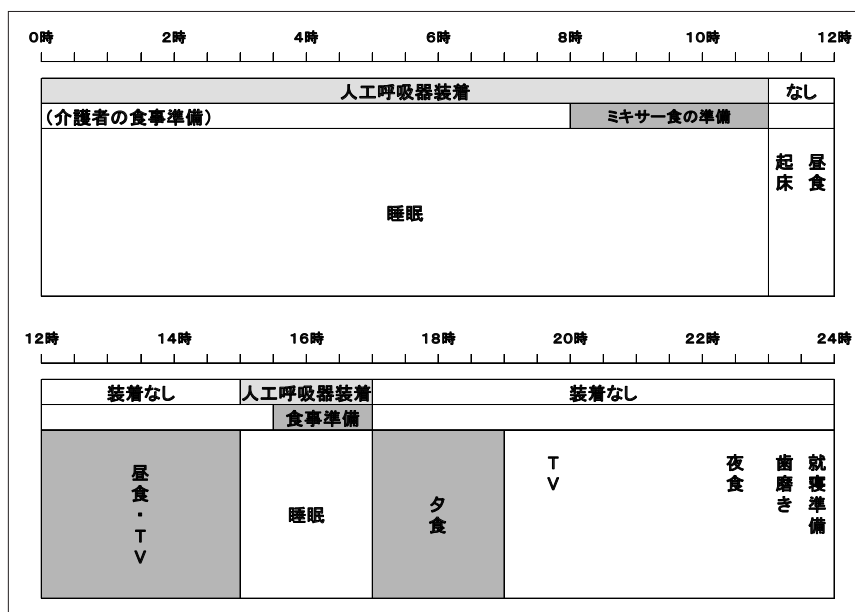 0時 2時 4時 6時 8時 10時 12時
人工呼吸器装着 なし
(介護者の食事準備) ミキサー食の準備
睡眠
起床
昼食
12時 14時 16時 18時 20時 22時 24時
装着なし 人工呼吸器装着 装着なし
食事準備
昼食・TV
睡眠
夕食
TV
夜食
歯磨き
就寝準備